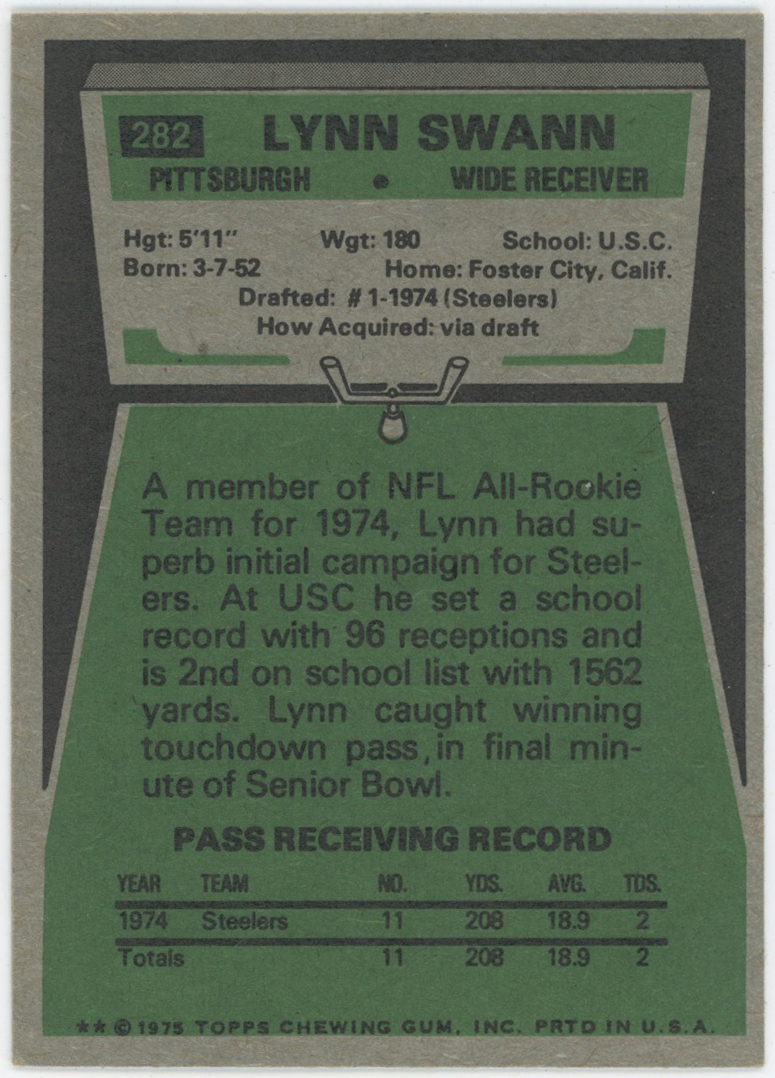 282 LYNN SWANN
PITTSBURGH • WIDE RECEIVER
Hgt: 5'11" Wgt: 180 School: U.S.C.
Born: 3-7-52 Home: Foster City, Calif.
Drafted: #1-1974 (Steelers)
How Acquired: via draft
A member of NFL All-Rookie
Team for 1974, Lynn had su-
perb initial campaign for Steel-
ers. At USC he set a school
record with 96 receptions and
is 2nd on school list with 1562
yards. Lynn caught winning
touchdown pass, in final min-
ute of Senior Bowl.
PASS RECEIVING RECORD
YEAR TEAM NO. YDS. AVG. TDS.
1974 Steelers 11 208 18.9 2
Totals 11 208 18.9 2
** © 1975 TOPPS CHEWING GUM, INC. PRTD IN U.S.A.